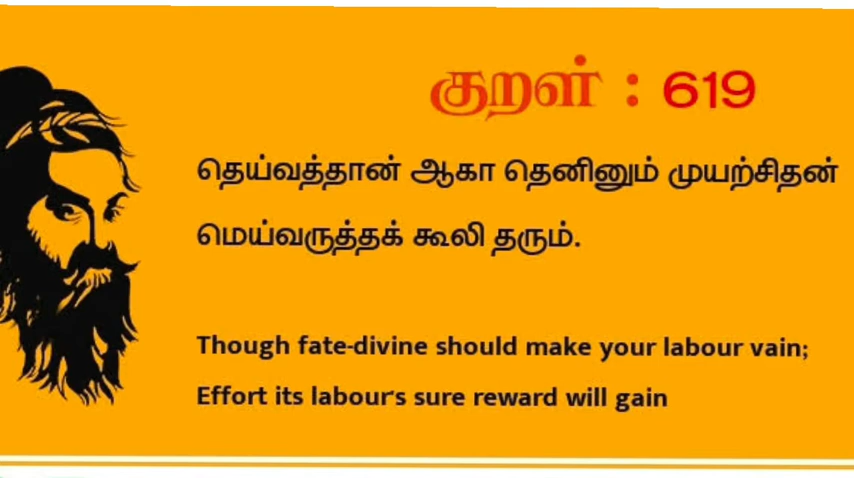 குறள் : 619
தெய்வத்தான் ஆகா தெனினும் முயற்சிதன்
மெய்வருத்தக் கூலி தரும்.
Though fate-divine should make your labour vain;
Effort its labour's sure reward will gain